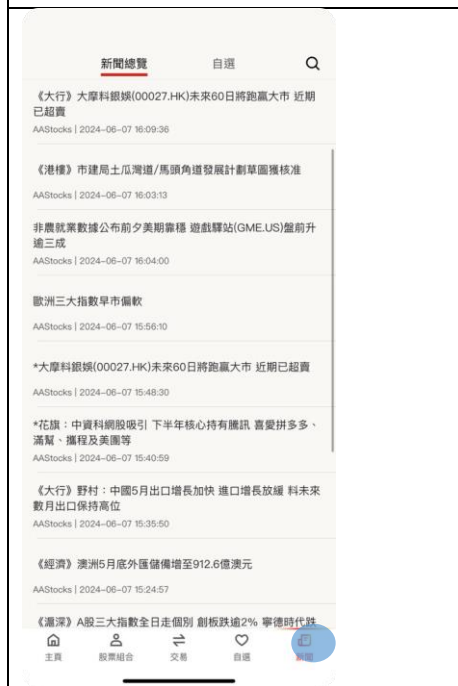 新聞總覽 自選
《大行》大摩料銀娛(00027.HK)未來60日將跑贏大市 近期
已超賣
AAStocks | 2024-06-07 16:09:36
《港樓》市建局土瓜灣道/馬頭角道發展計劃草圖獲核准
AAStocks | 2024-06-07 16:03:13
非農就業數據公布前夕美期靠穩 遊戲驛站(GME.US)盤前升
逾三成
AAStocks | 2024-06-07 16:04:00
歐洲三大指數早市偏軟
AAStocks | 2024-06-07 15:56:10
*大摩料銀娛(00027.HK)未來60日將跑贏大市 近期已超賣
AAStocks | 2024-06-07 15:48:30
*花旗：中資科網股吸引 下半年核心持有騰訊 喜愛拼多多、
滿幫、攜程及美團等
AAStocks | 2024-06-07 15:40:59
《大行》野村：中國5月出口增長加快 進口增長放緩 料未來
數月出口保持高位
AAStocks | 2024-06-07 15:35:50
《經濟》澳洲5月底外匯儲備增至912.6億澳元
AAStocks | 2024-06-07 15:24:57
《滬深》A股三大指數全日走個別 創板跌逾2% 寧德時代跌
主頁 股票組合 交易 自選 新聞